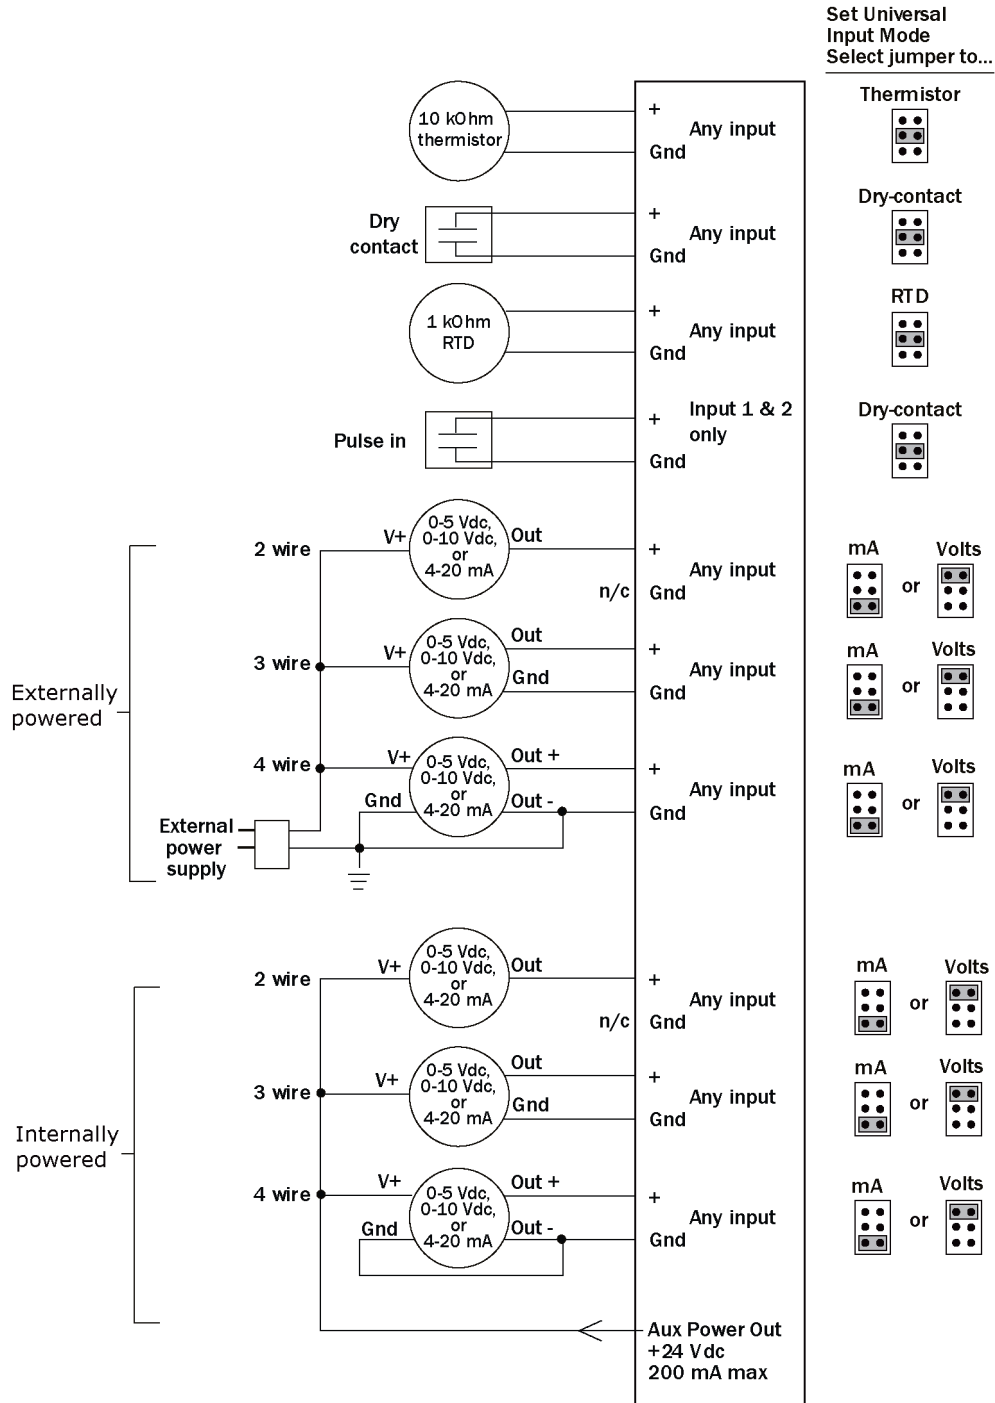 Set Universal
Input Mode
Select jumper to...
Thermistor
10 kOhm
thermistor
+
Any input
Gnd
Dry-contact
Dry
contact
+
Any input
Gnd
RTD
1 kOhm
RTD
+
Any input
Gnd
Dry-contact
Pulse in
+
Input 1 & 2
only
Gnd
2 wire
V+
0-5 Vdc,
0-10 Vdc,
or
4-20 mA
Out
+
n/c
Gnd
Any input
mA
or
Volts
3 wire
V+
0-5 Vdc,
0-10 Vdc,
or
4-20 mA
Out
Gnd
+
Gnd
Any input
mA
or
Volts
Externally
powered
4 wire
V+
Gnd
0-5 Vdc,
0-10 Vdc,
or
4-20 mA
Out +
Out -
+
Gnd
Any input
mA
or
Volts
External
power
supply
2 wire
V+
0-5 Vdc,
0-10 Vdc,
or
4-20 mA
Out
+
n/c
Gnd
Any input
mA
or
Volts
3 wire
V+
0-5 Vdc,
0-10 Vdc,
or
4-20 mA
Out
Gnd
+
Gnd
Any input
mA
or
Volts
Internally
powered
4 wire
V+
Gnd
0-5 Vdc,
0-10 Vdc,
or
4-20 mA
Out +
Out -
+
Gnd
Any input
mA
or
Volts
Aux Power Out
+24 Vdc
200 mA max